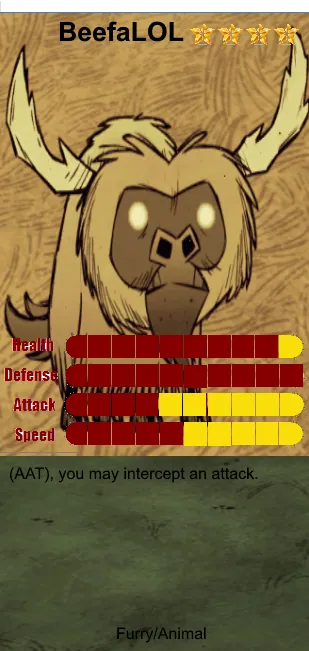 BeefaLOL
Health
Defense
Attack
Speed
(AAT), you may intercept an attack.
Furry/Animal